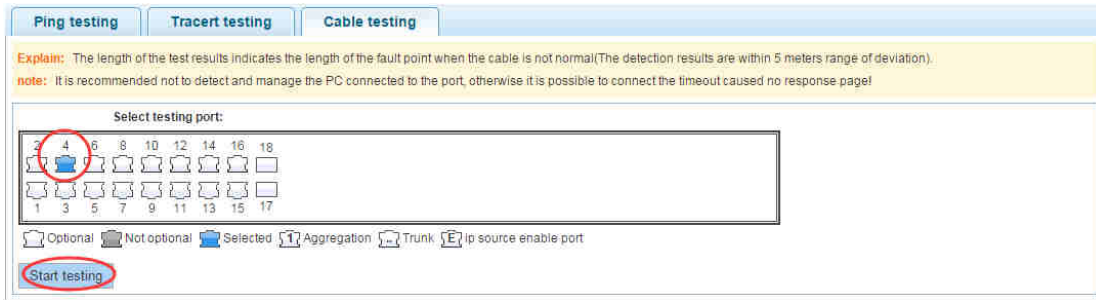 Ping testing Tracert testing Cable testing
Explain: The length of the test results indicates the length of the fault point when the cable is not normal(The detection results are within 5 meters range of deviation).
note: It is recommended not to detect and manage the PC connected to the port, otherwise it is possible to connect the timeout caused no response page!
Select testing port:
2 4 6 8 10 12 14 16 18
1 3 5 7 9 11 13 15 17
Optional Not optional Selected 1 Aggregation .. Trunk E ip source enable port
Start testing